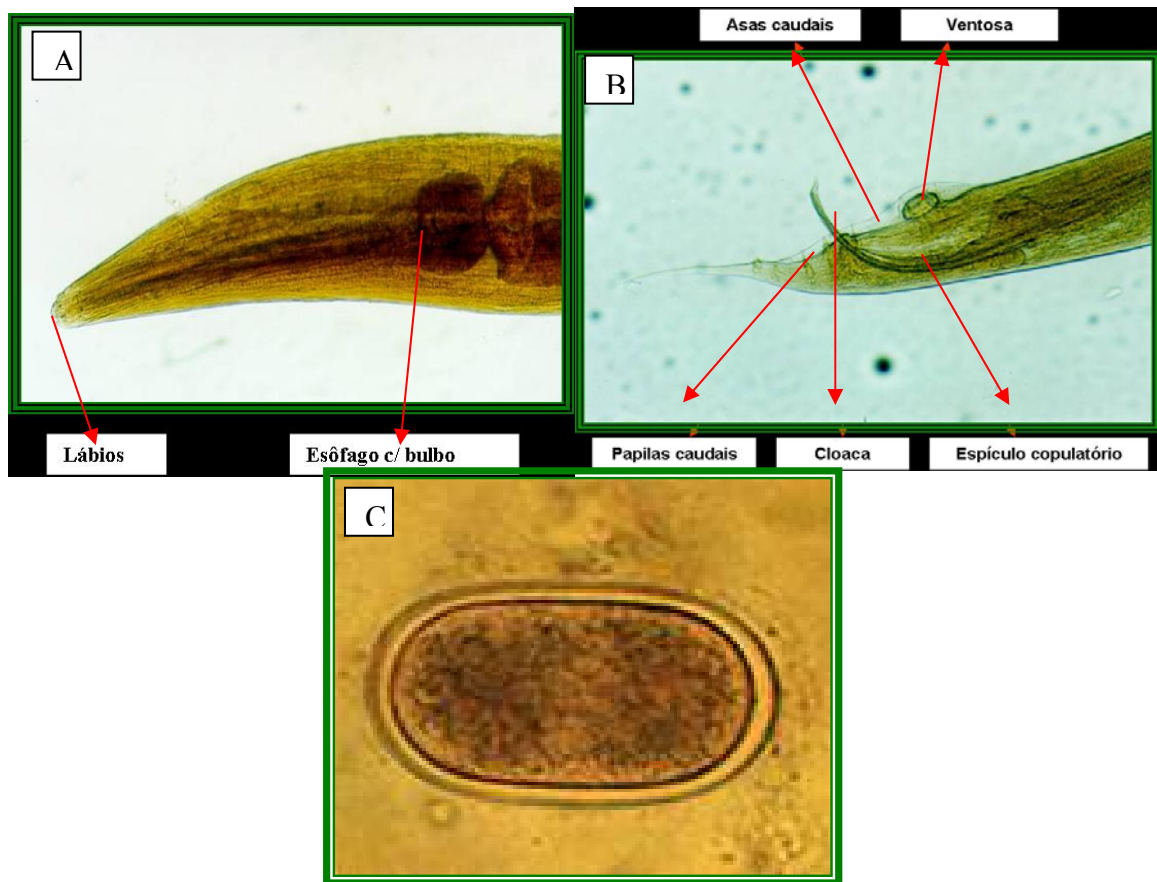 A
Lábios
Esôfago c/ bulbo
Asas caudais
Ventosa
B
Papilas caudais
Cloaca
Espículo copulatório
C